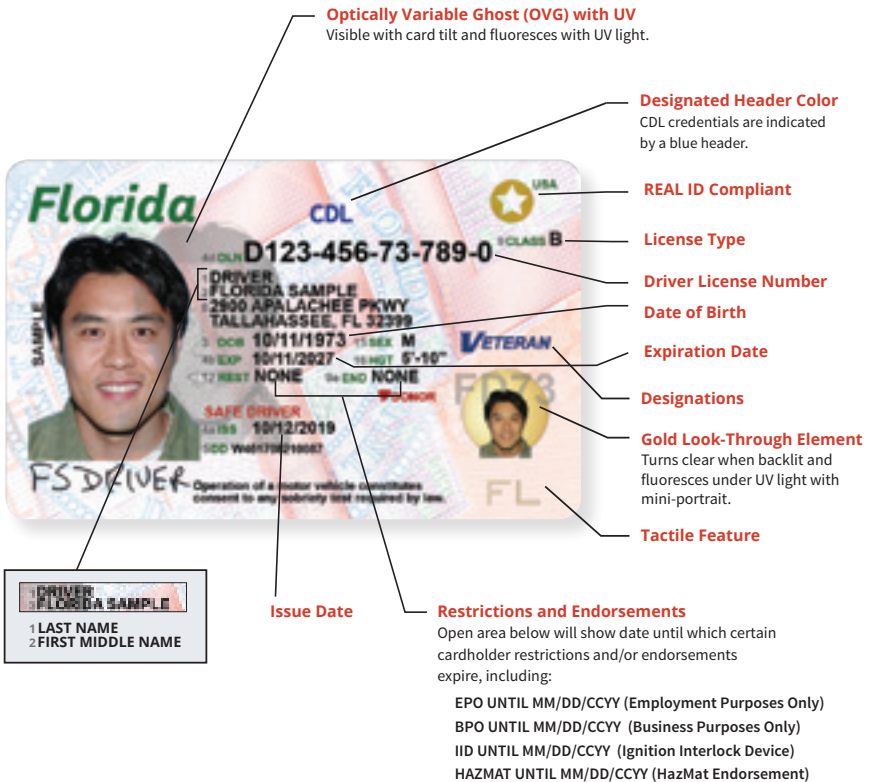 Optically Variable Ghost (OVG) with UV
Visible with card tilt and fluoresces with UV light.
Designated Header Color
CDL credentials are indicated
by a blue header.
REAL ID Compliant
License Type
Driver License Number
Date of Birth
Expiration Date
Designations
Gold Look-Through Element
Turns clear when backlit and
fluoresces under UV light with
mini-portrait.
Tactile Feature
Florida
CDL
USA
4d DLN D123-456-73-789-0
9 CLASS B
1 DRIVER
2 FLORIDA SAMPLE
8 2900 APALACHEE PKWY
TALLAHASSEE, FL 32399
3 DOB 10/11/1973 15 SEX M
4b EXP 10/11/2027 16 HGT 5'-10"
12 REST NONE 9a END NONE
DONOR
SAFE DRIVER
4a ISS 10/12/2019
5DD
Operation of a motor vehicle constitutes
consent to any sobriety test required by law.
SAMPLE
FS DRIVER
VETERAN
FD73
FL
DRIVER
FLORIDA SAMPLE
1 LAST NAME
2 FIRST MIDDLE NAME
Issue Date
Restrictions and Endorsements
Open area below will show date until which certain
cardholder restrictions and/or endorsements
expire, including:
EPO UNTIL MM/DD/CCYY (Employment Purposes Only)
BPO UNTIL MM/DD/CCYY (Business Purposes Only)
IID UNTIL MM/DD/CCYY (Ignition Interlock Device)
HAZMAT UNTIL MM/DD/CCYY (HazMat Endorsement)